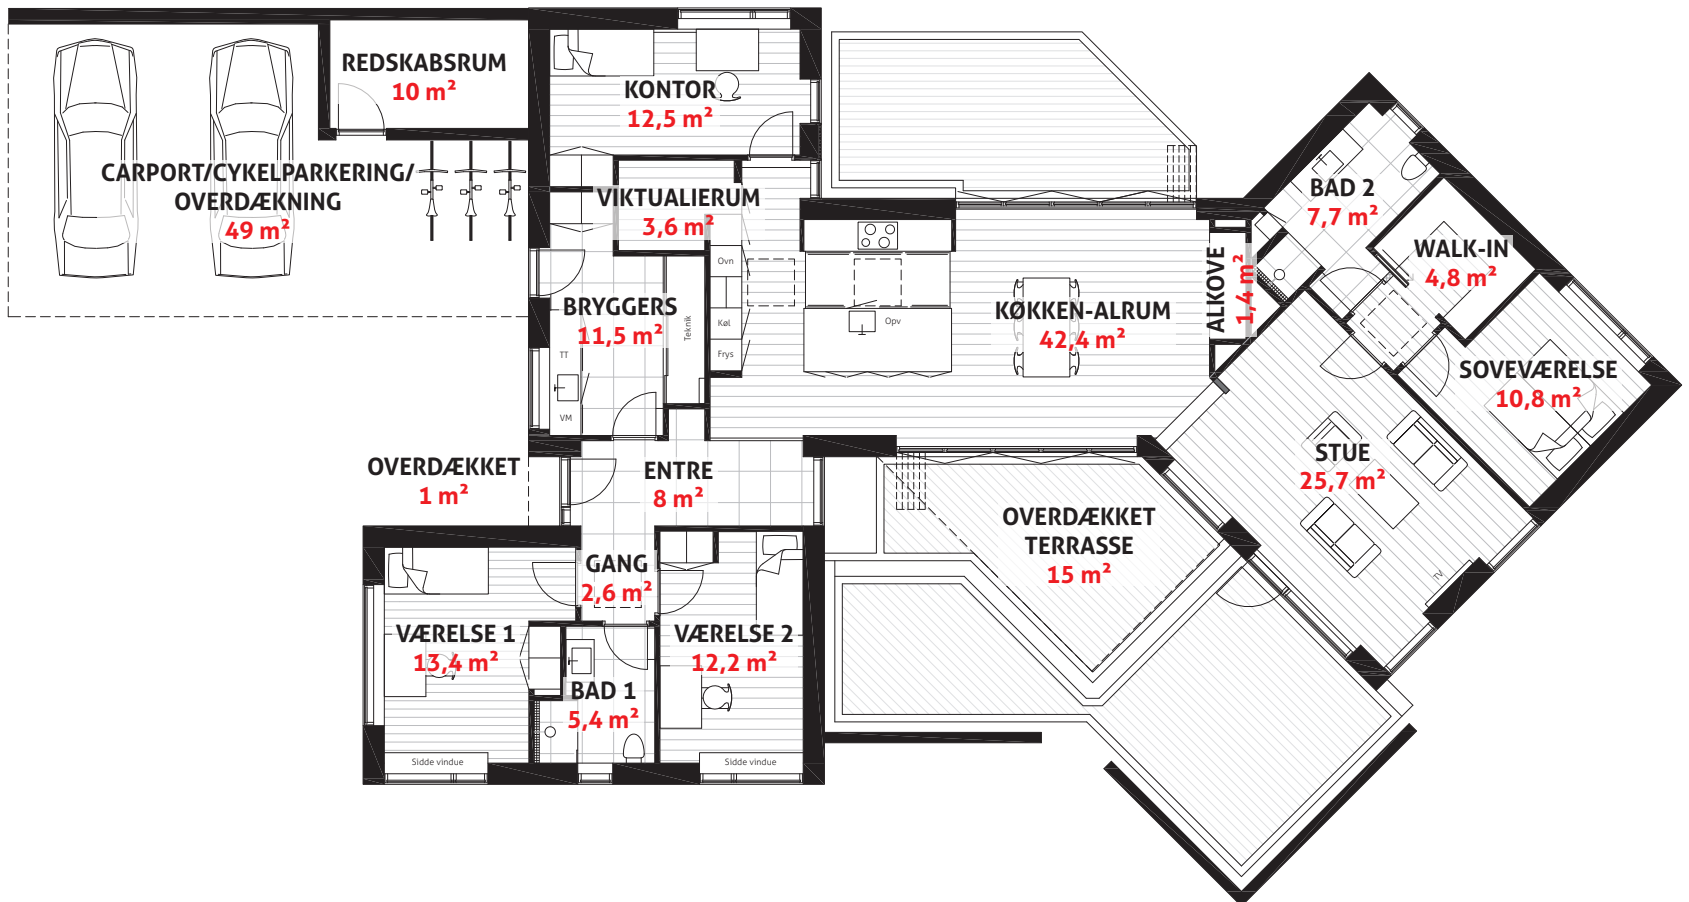 REDSKABSRUM
10 m²
CARPORT/CYKELPARKERING/
OVERDÆKNING
49 m²
KONTOR
12,5 m²
VIKTUALIERUM
3,6 m²
BRYGGERS
11,5 m²
TT
VM
Teknik
Ovn
Køl
Frys
Opv
KØKKEN-ALRUM
42,4 m²
ALKOVE
1,4 m²
BAD 2
7,7 m²
WALK-IN
4,8 m²
SOVEVÆRELSE
10,8 m²
STUE
25,7 m²
TV
OVERDÆKKET
1 m²
ENTRE
8 m²
OVERDÆKKET
TERRASSE
15 m²
GANG
2,6 m²
VÆRELSE 1
13,4 m²
VÆRELSE 2
12,2 m²
BAD 1
5,4 m²
Sidde vindue
Sidde vindue